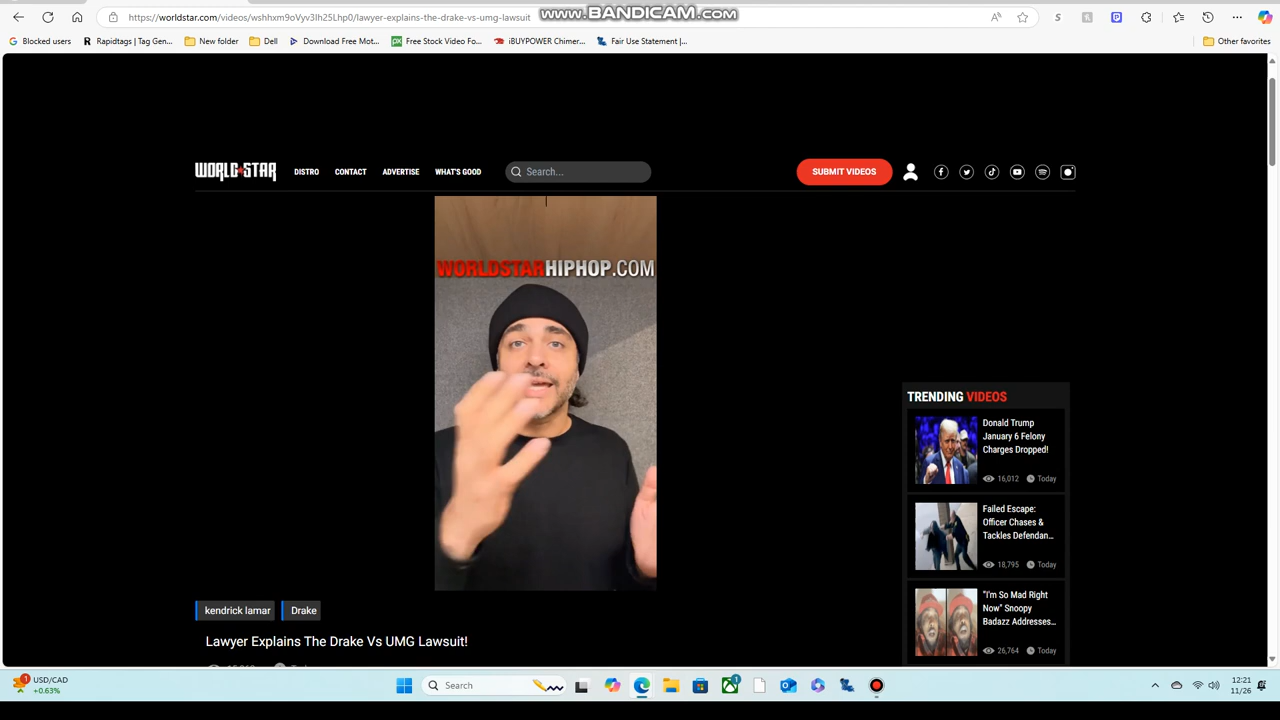 www.BANDICAM.com
https://worldstar.com/videos/wshhxm9oVyv3Ih25Lhp0/lawyer-explains-the-drake-vs-umg-lawsuit
Blocked users
Rapidtags | Tag Gen...
New folder
Dell
Download Free Mot...
Free Stock Video Fo...
iBUYPOWER Chimer...
Fair Use Statement |...
Other favorites
WORLD STAR
DISTRO
CONTACT
ADVERTISE
WHAT'S GOOD
Search...
SUBMIT VIDEOS
WORLDSTARHIPHOP.COM
TRENDING VIDEOS
Donald Trump
January 6 Felony
Charges Dropped!
16,012 Today
Failed Escape:
Officer Chases &
Tackles Defendan...
18,795 Today
"I'm So Mad Right
Now" Snoopy
Badazz Addresses...
26,764 Today
kendrick lamar
Drake
Lawyer Explains The Drake Vs UMG Lawsuit!
1
USD/CAD
+0.63%
Search
1
12:21
11/26